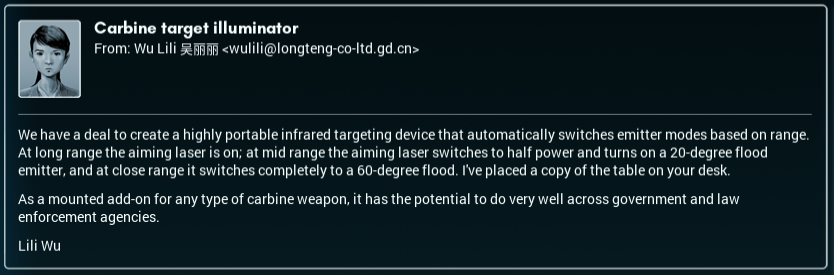 Carbine target illuminator
From: Wu Lili 吴丽丽 <wulili@longteng-co-ltd.gd.cn>
We have a deal to create a highly portable infrared targeting device that automatically switches emitter modes based on range.
At long range the aiming laser is on; at mid range the aiming laser switches to half power and turns on a 20-degree flood
emitter, and at close range it switches completely to a 60-degree flood. I've placed a copy of the table on your desk.
As a mounted add-on for any type of carbine weapon, it has the potential to do very well across government and law
enforcement agencies.
Lili Wu